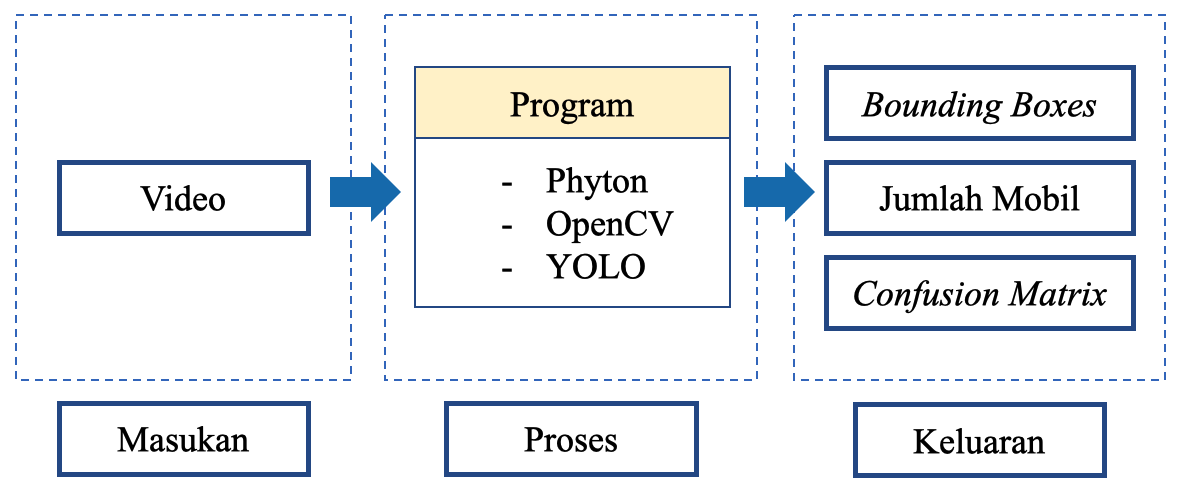 Video
Program
- Phyton
- OpenCV
- YOLO
Bounding Boxes
Jumlah Mobil
Confusion Matrix
Masukan
Proses
Keluaran